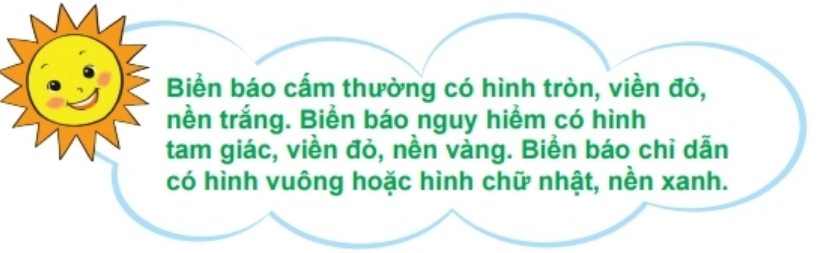 Biển báo cấm thường có hình tròn, viền đỏ,
nền trắng. Biển báo nguy hiểm có hình
tam giác, viền đỏ, nền vàng. Biển báo chỉ dẫn
có hình vuông hoặc hình chữ nhật, nền xanh.